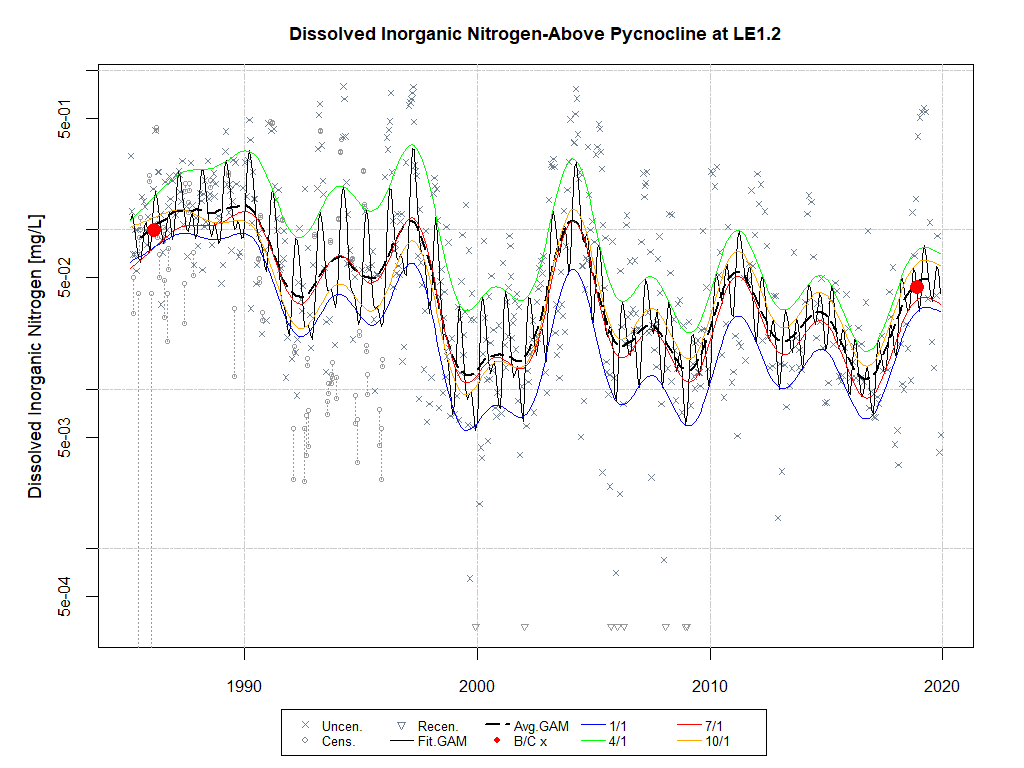 Dissolved Inorganic Nitrogen-Above Pycnocline at LE1.2
Dissolved Inorganic Nitrogen [mg/L]
5e-01
5e-02
5e-03
5e-04
1990 2000 2010 2020
Uncen. Recen. Avg.GAM 1/1 7/1
Cens. Fit.GAM B/C x 4/1 10/1